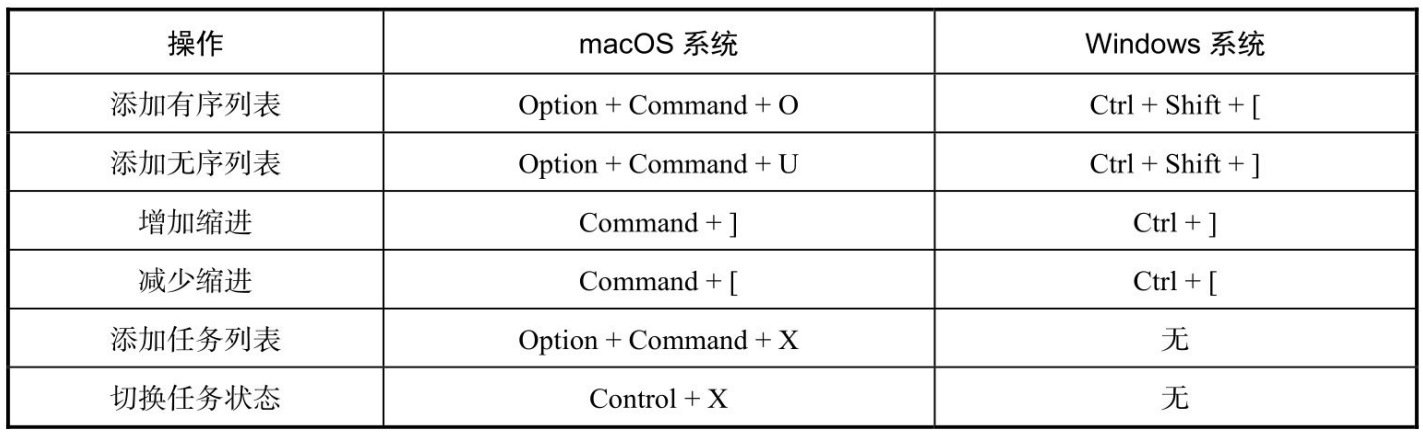 操作 macOS 系统 Windows 系统
添加有序列表 Option + Command + O Ctrl + Shift + [
添加无序列表 Option + Command + U Ctrl + Shift + ]
增加缩进 Command + ] Ctrl + ]
减少缩进 Command + [ Ctrl + [
添加任务列表 Option + Command + X 无
切换任务状态 Control + X 无